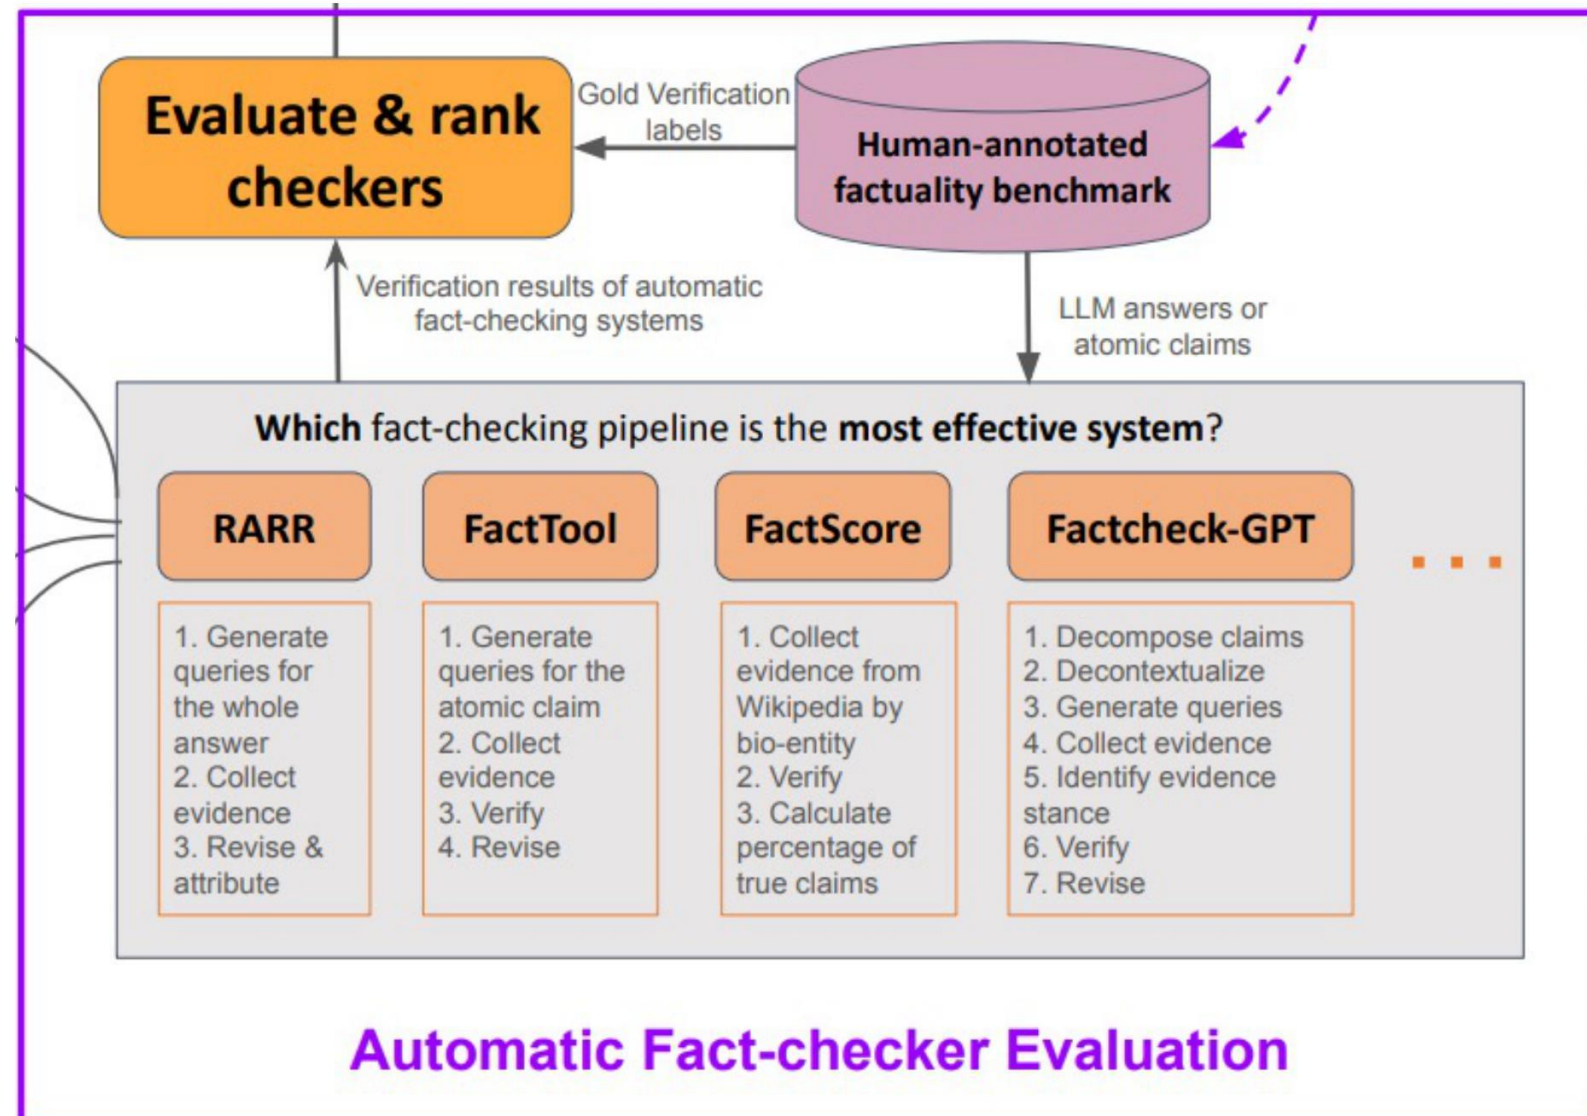 Evaluate & rank
checkers
Gold Verification
labels
Human-annotated
factuality benchmark
Verification results of automatic
fact-checking systems
LLM answers or
atomic claims
Which fact-checking pipeline is the most effective system?
RARR
1. Generate
queries for
the whole
answer
2. Collect
evidence
3. Revise &
attribute
FactTool
1. Generate
queries for the
atomic claim
2. Collect
evidence
3. Verify
4. Revise
FactScore
1. Collect
evidence from
Wikipedia by
bio-entity
2. Verify
3. Calculate
percentage of
true claims
Factcheck-GPT
1. Decompose claims
2. Decontextualize
3. Generate queries
4. Collect evidence
5. Identify evidence
stance
6. Verify
7. Revise
. . .
Automatic Fact-checker Evaluation